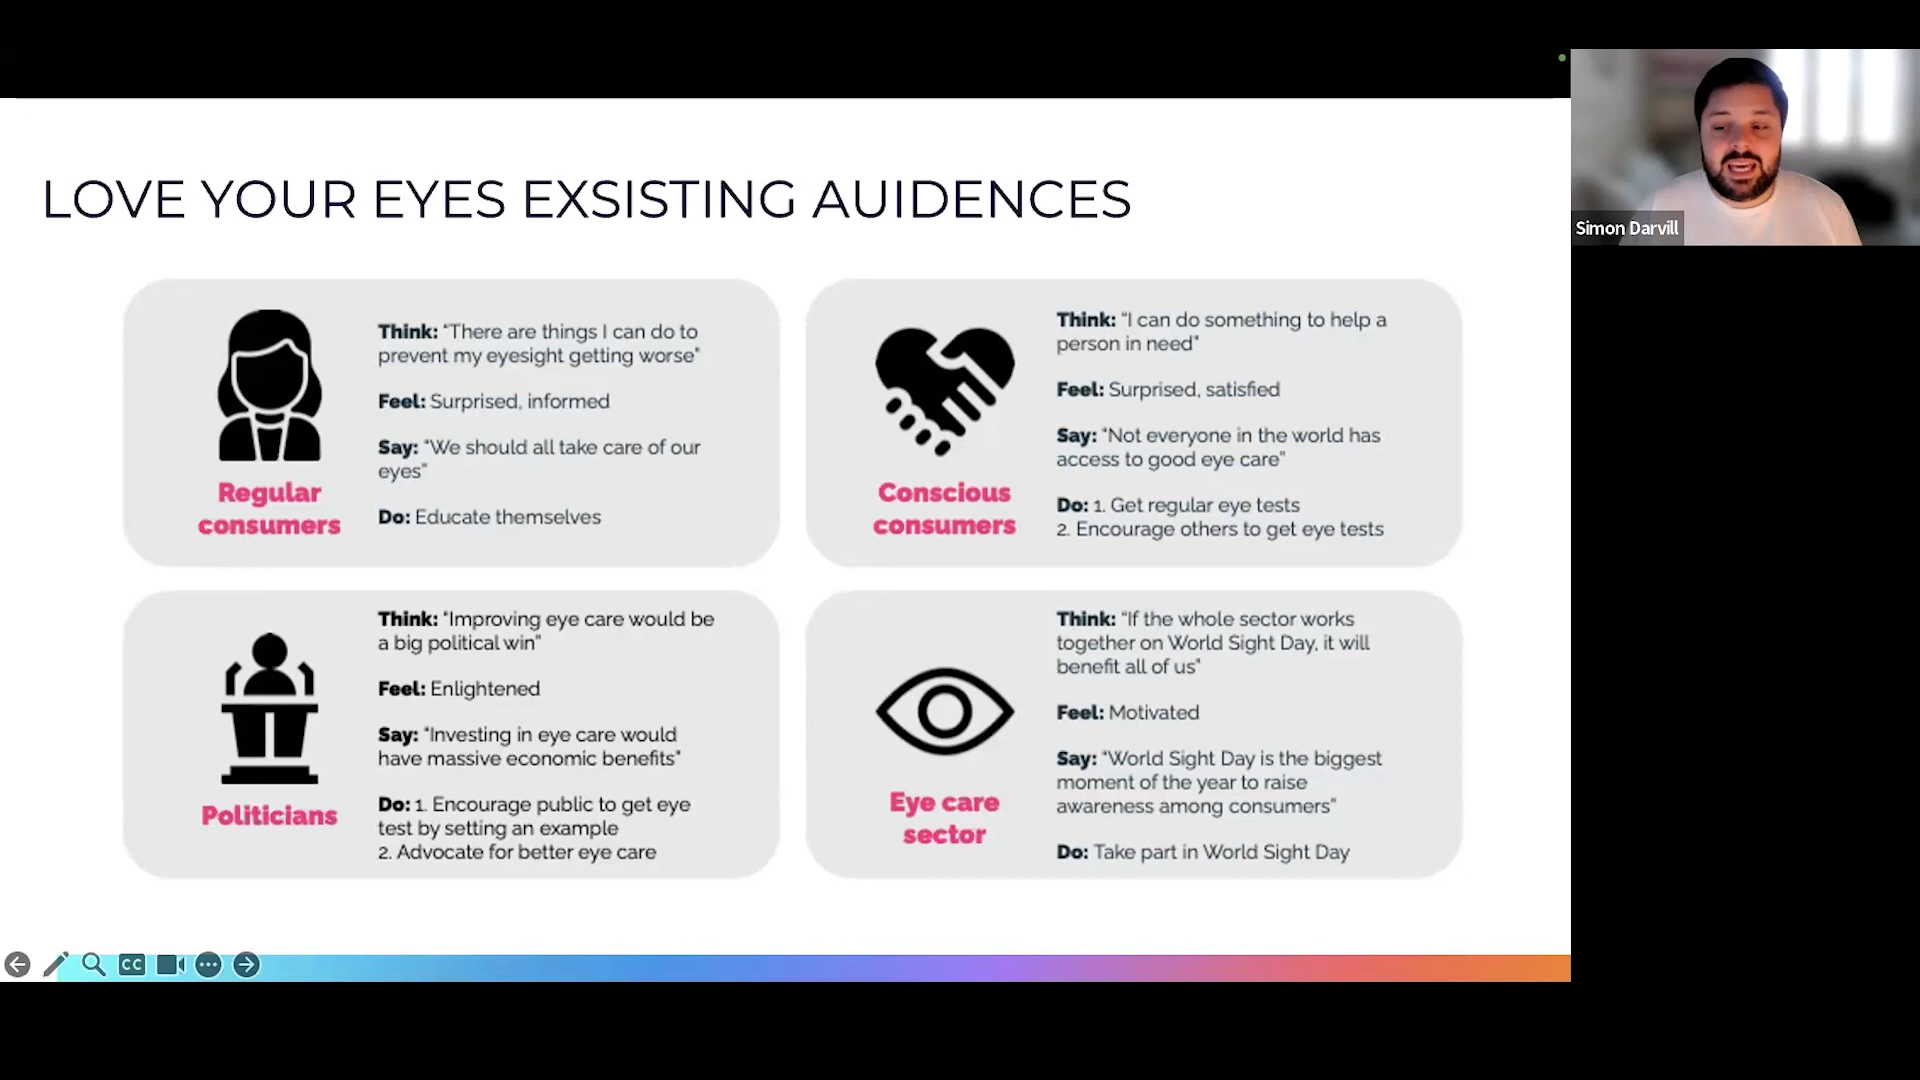 LOVE YOUR EYES EXSISTING AUIDENCES
Simon Darvill
Think: “There are things I can do to
prevent my eyesight getting worse”
Feel: Surprised, informed
Say: “We should all take care of our
eyes”
Do: Educate themselves
Regular
consumers
Think: “I can do something to help a
person in need”
Feel: Surprised, satisfied
Say: “Not everyone in the world has
access to good eye care”
Do: 1. Get regular eye tests
2. Encourage others to get eye tests
Conscious
consumers
Think: “Improving eye care would be
a big political win”
Feel: Enlightened
Say: “Investing in eye care would
have massive economic benefits”
Do: 1. Encourage public to get eye
test by setting an example
2. Advocate for better eye care
Politicians
Think: “If the whole sector works
together on World Sight Day, it will
benefit all of us”
Feel: Motivated
Say: “World Sight Day is the biggest
moment of the year to raise
awareness among consumers”
Do: Take part in World Sight Day
Eye care
sector
CC